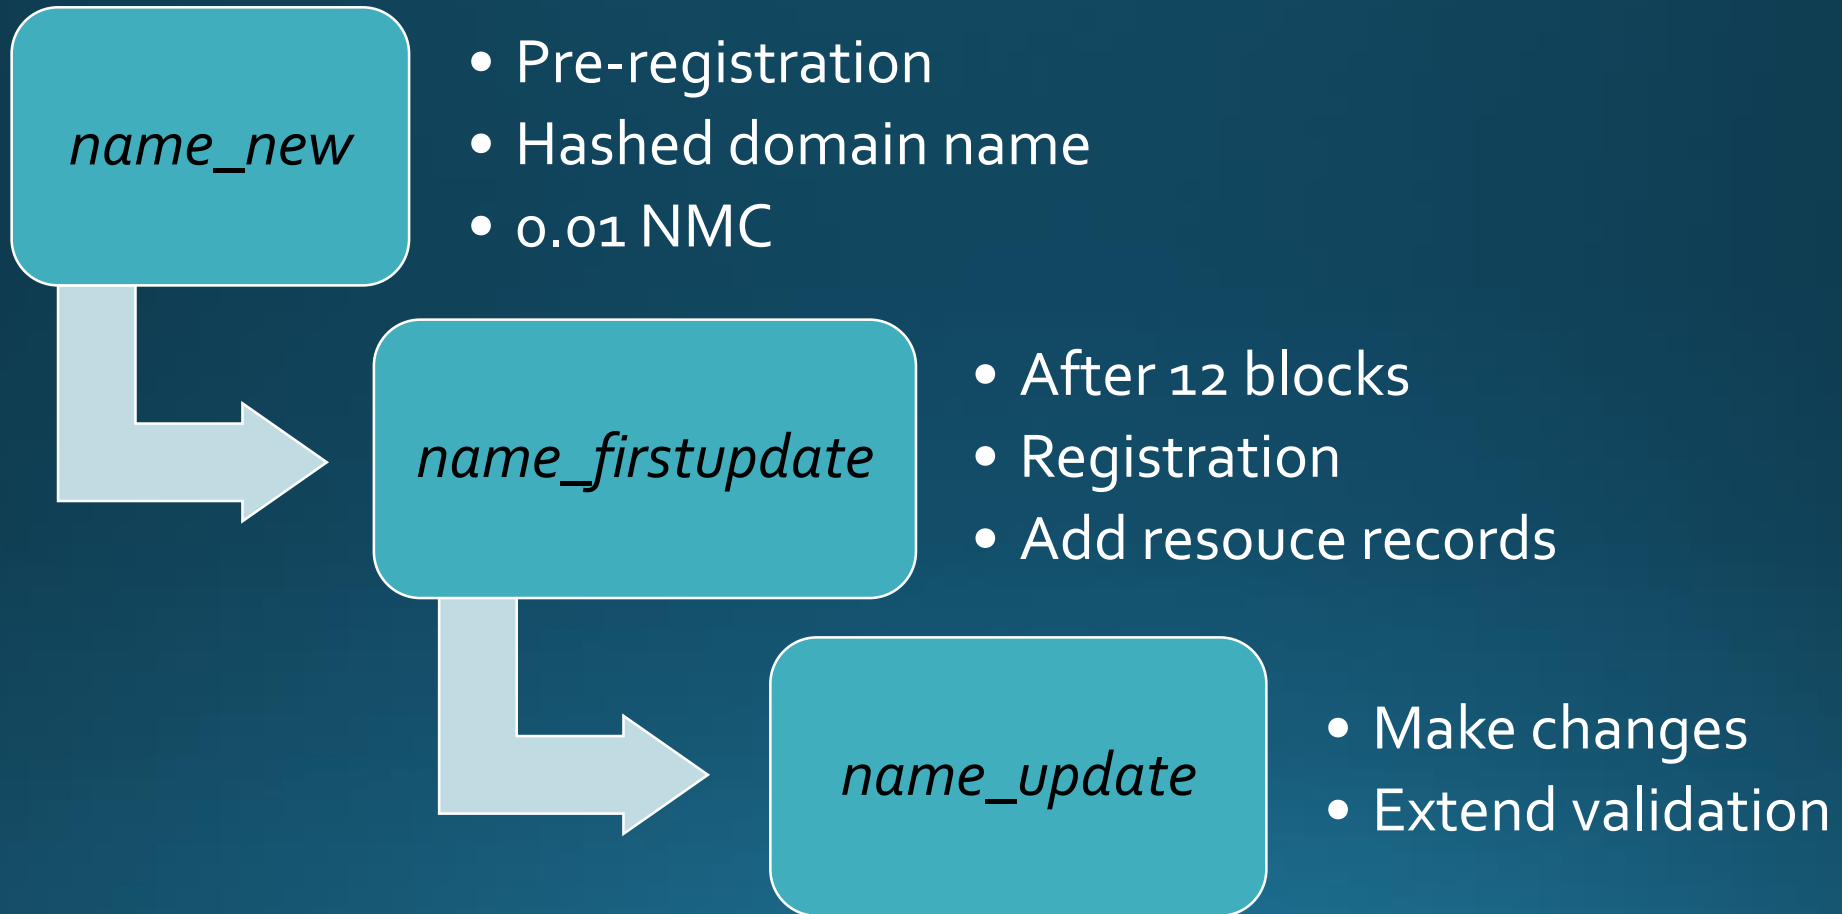 name_new
• Pre-registration
• Hashed domain name
• 0.01 NMC
name_firstupdate
• After 12 blocks
• Registration
• Add resouce records
name_update
• Make changes
• Extend validation